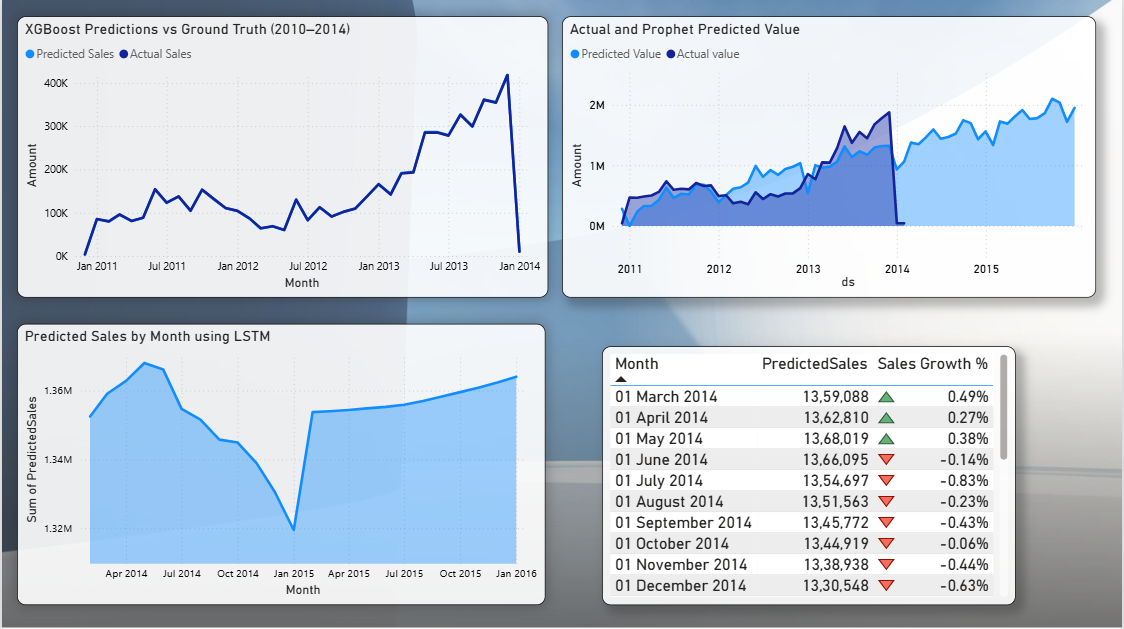 XGBoost Predictions vs Ground Truth (2010–2014)
Predicted Sales Actual Sales
400K
300K
200K
100K
0K
Amount
Jan 2011 Jul 2011 Jan 2012 Jul 2012 Jan 2013 Jul 2013 Jan 2014
Month
Actual and Prophet Predicted Value
Predicted Value Actual value
2M
1M
0M
Amount
2011 2012 2013 2014 2015
ds
Predicted Sales by Month using LSTM
1.36M
1.34M
1.32M
Sum of PredictedSales
Apr 2014 Jul 2014 Oct 2014 Jan 2015 Apr 2015 Jul 2015 Oct 2015 Jan 2016
Month
Month PredictedSales Sales Growth %
01 March 2014 13,59,088 0.49%
01 April 2014 13,62,810 0.27%
01 May 2014 13,68,019 0.38%
01 June 2014 13,66,095 -0.14%
01 July 2014 13,54,697 -0.83%
01 August 2014 13,51,563 -0.23%
01 September 2014 13,45,772 -0.43%
01 October 2014 13,44,919 -0.06%
01 November 2014 13,38,938 -0.44%
01 December 2014 13,30,548 -0.63%